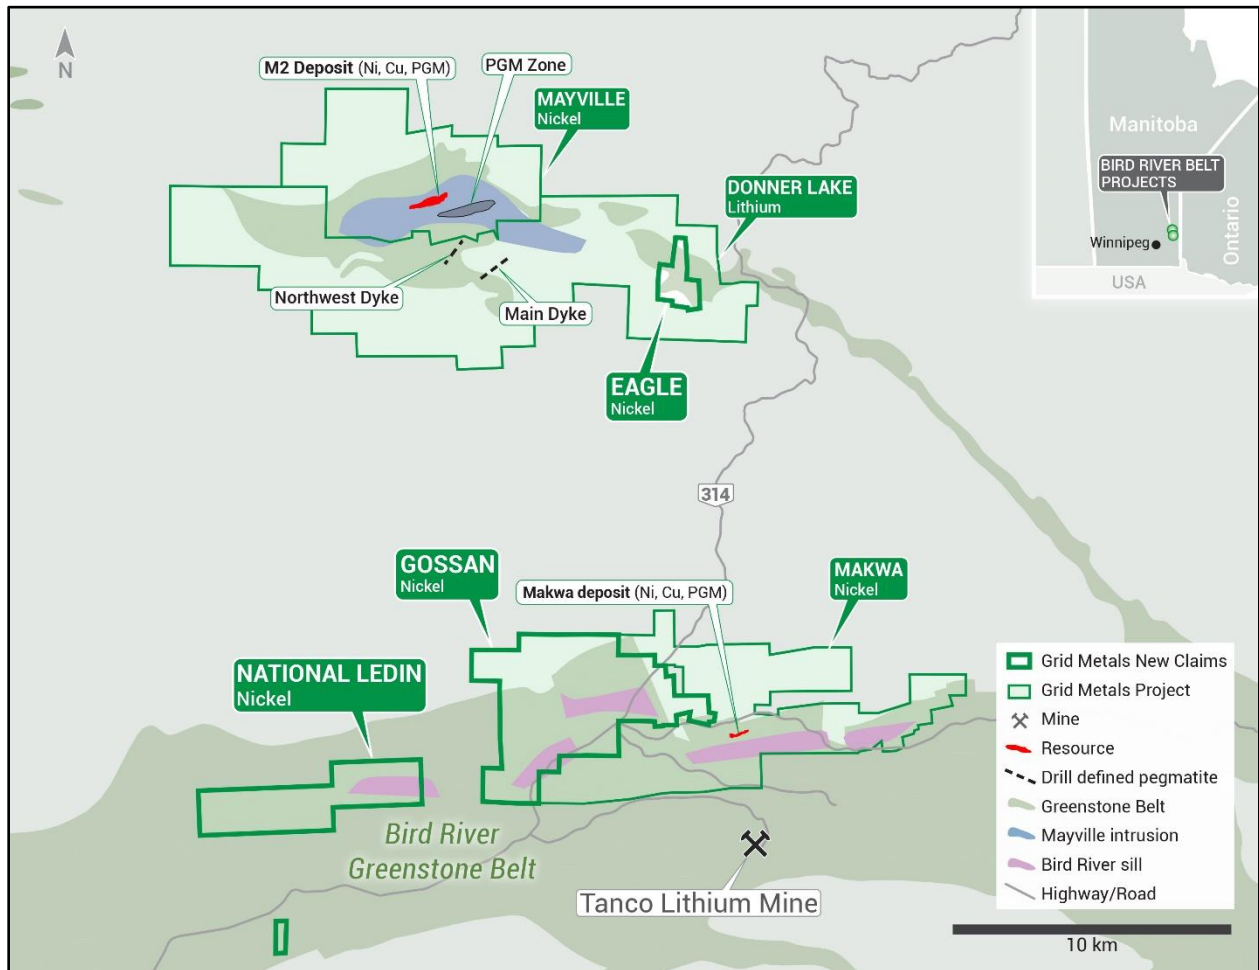 N
M2 Deposit (Ni, Cu, PGM)
PGM Zone
MAYVILLE
Nickel
DONNER LAKE
Lithium
Northwest Dyke
Main Dyke
EAGLE
Nickel
Manitoba
BIRD RIVER BELT
PROJECTS
Winnipeg
Ontario
USA
314
GOSSAN
Nickel
Makwa deposit (Ni, Cu, PGM)
MAKWA
Nickel
NATIONAL LEDIN
Nickel
Bird River
Greenstone Belt
Tanco Lithium Mine
Grid Metals New Claims
Grid Metals Project
Mine
Resource
Drill defined pegmatite
Greenstone Belt
Mayville intrusion
Bird River sill
Highway/Road
10 km